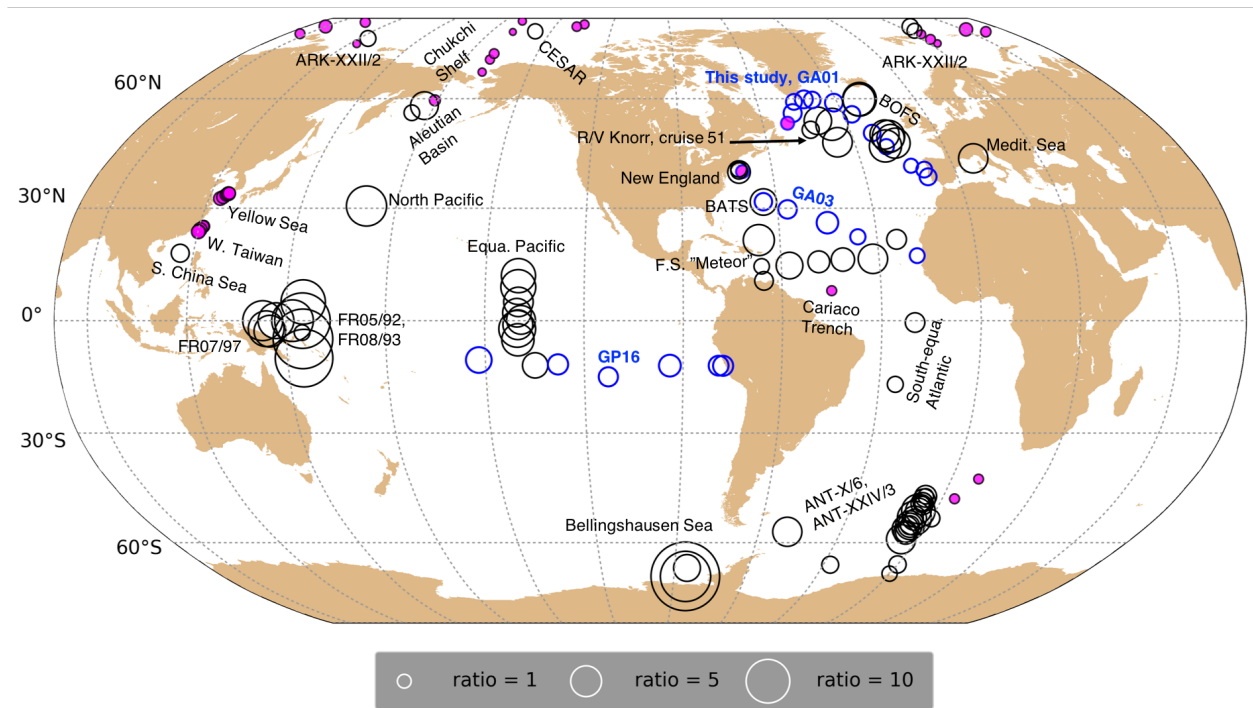 ARK-XXII/2
Chukchi
Shelf
CESAR
ARK-XXII/2
60°N
This study, GA01
BOFS
Aleutian
Basin
R/V Knorr, cruise 51
Medit. Sea
New England
30°N
North Pacific
BATS
GA03
Yellow Sea
W. Taiwan
Equa. Pacific
S. China Sea
F.S. ”Meteor”
Cariaco
Trench
0°
FR05/92,
FR08/93
FR07/97
GP16
South-equa.
Atlantic
30°S
ANT-X/6,
ANT-XXIV/3
Bellingshausen Sea
60°S
ratio = 1
ratio = 5
ratio = 10